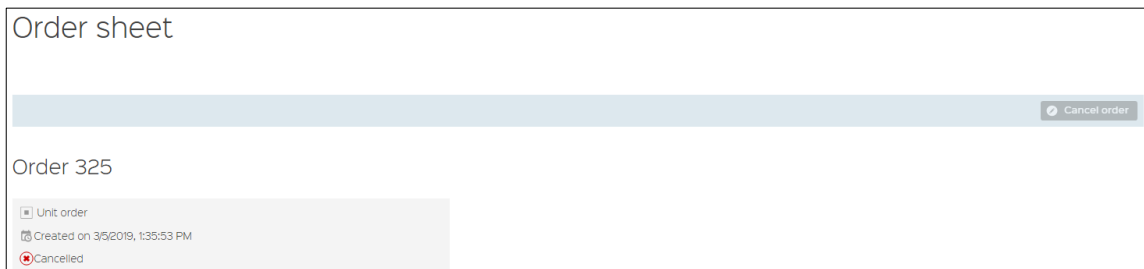 Order sheet
Cancel order
Order 325
Unit order
Created on 3/5/2019, 1:35:53 PM
Cancelled